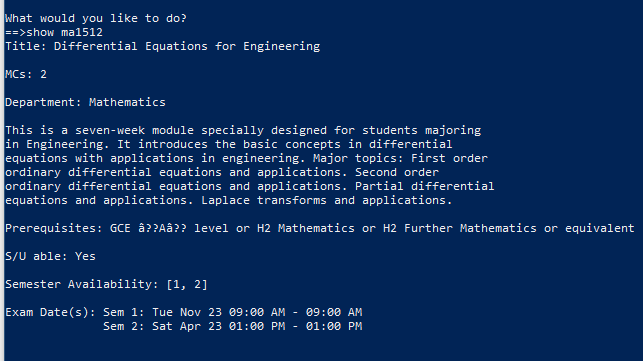 What would you like to do?
==>show ma1512
Title: Differential Equations for Engineering
MCs: 2
Department: Mathematics
This is a seven-week module specially designed for students majoring
in Engineering. It introduces the basic concepts in differential
equations with applications in engineering. Major topics: First order
ordinary differential equations and applications. Second order
ordinary differential equations and applications. Partial differential
equations and applications. Laplace transforms and applications.
Prerequisites: GCE â??Aâ?? level or H2 Mathematics or H2 Further Mathematics or equivalent
S/U able: Yes
Semester Availability: [1, 2]
Exam Date(s): Sem 1: Tue Nov 23 09:00 AM - 09:00 AM
Sem 2: Sat Apr 23 01:00 PM - 01:00 PM